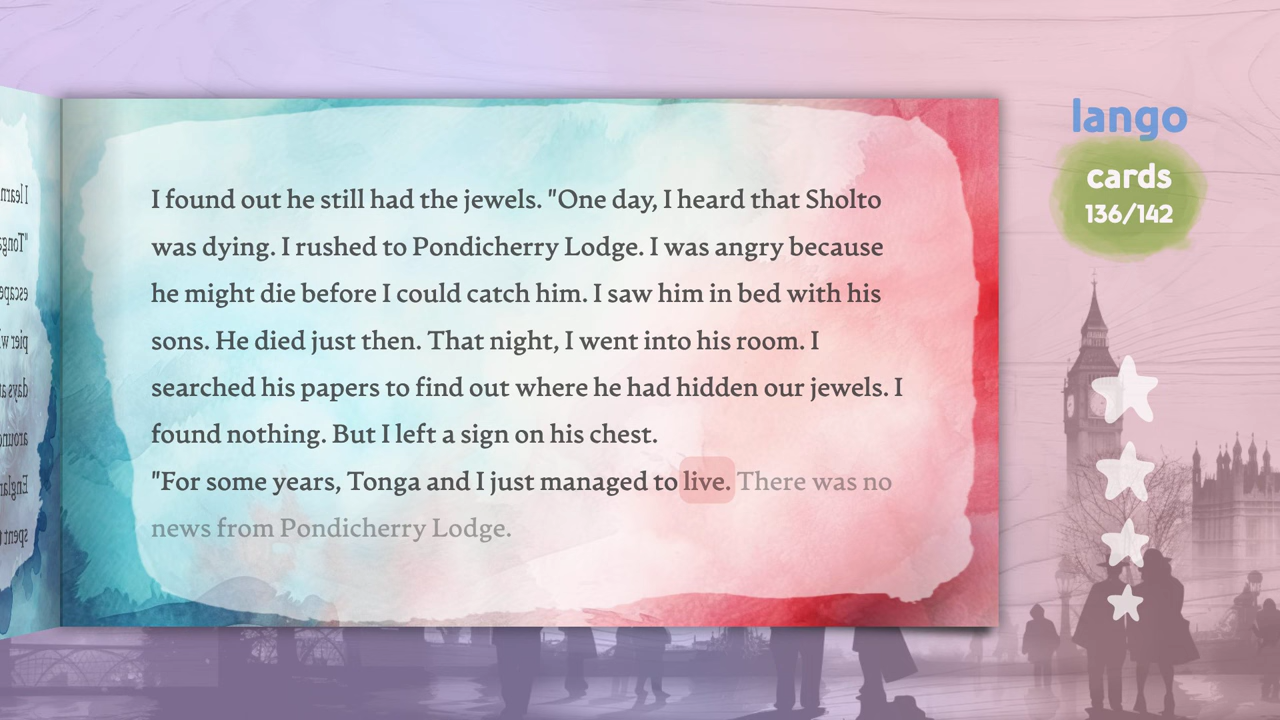 I found out he still had the jewels. "One day, I heard that Sholto
was dying. I rushed to Pondicherry Lodge. I was angry because
he might die before I could catch him. I saw him in bed with his
sons. He died just then. That night, I went into his room. I
searched his papers to find out where he had hidden our jewels. I
found nothing. But I left a sign on his chest.
"For some years, Tonga and I just managed to live. There was no
news from Pondicherry Lodge.
lango
cards
136/142